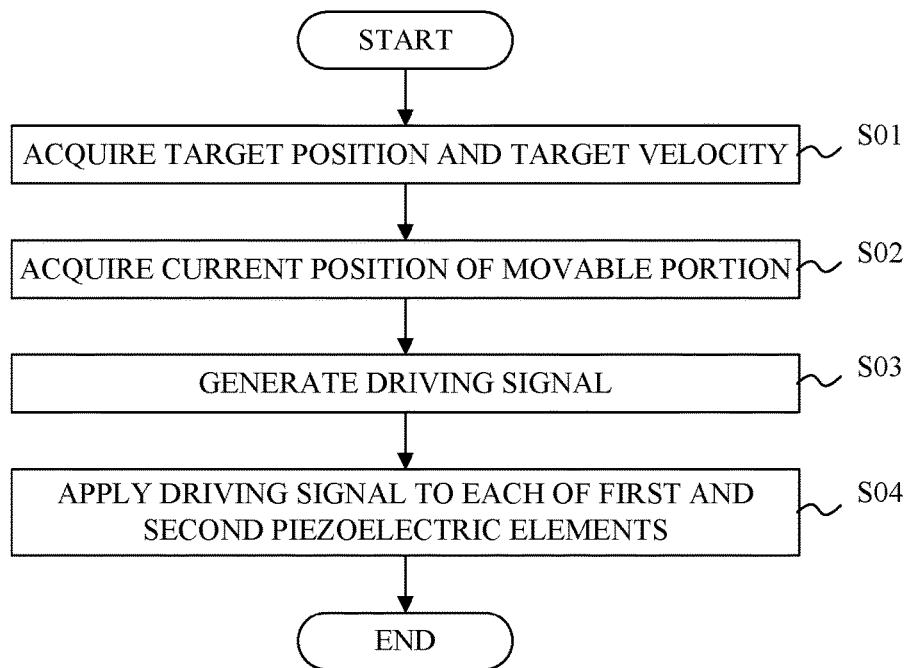 START
ACQUIRE TARGET POSITION AND TARGET VELOCITY
S01
ACQUIRE CURRENT POSITION OF MOVABLE PORTION
S02
GENERATE DRIVING SIGNAL
S03
APPLY DRIVING SIGNAL TO EACH OF FIRST AND
SECOND PIEZOELECTRIC ELEMENTS
S04
END